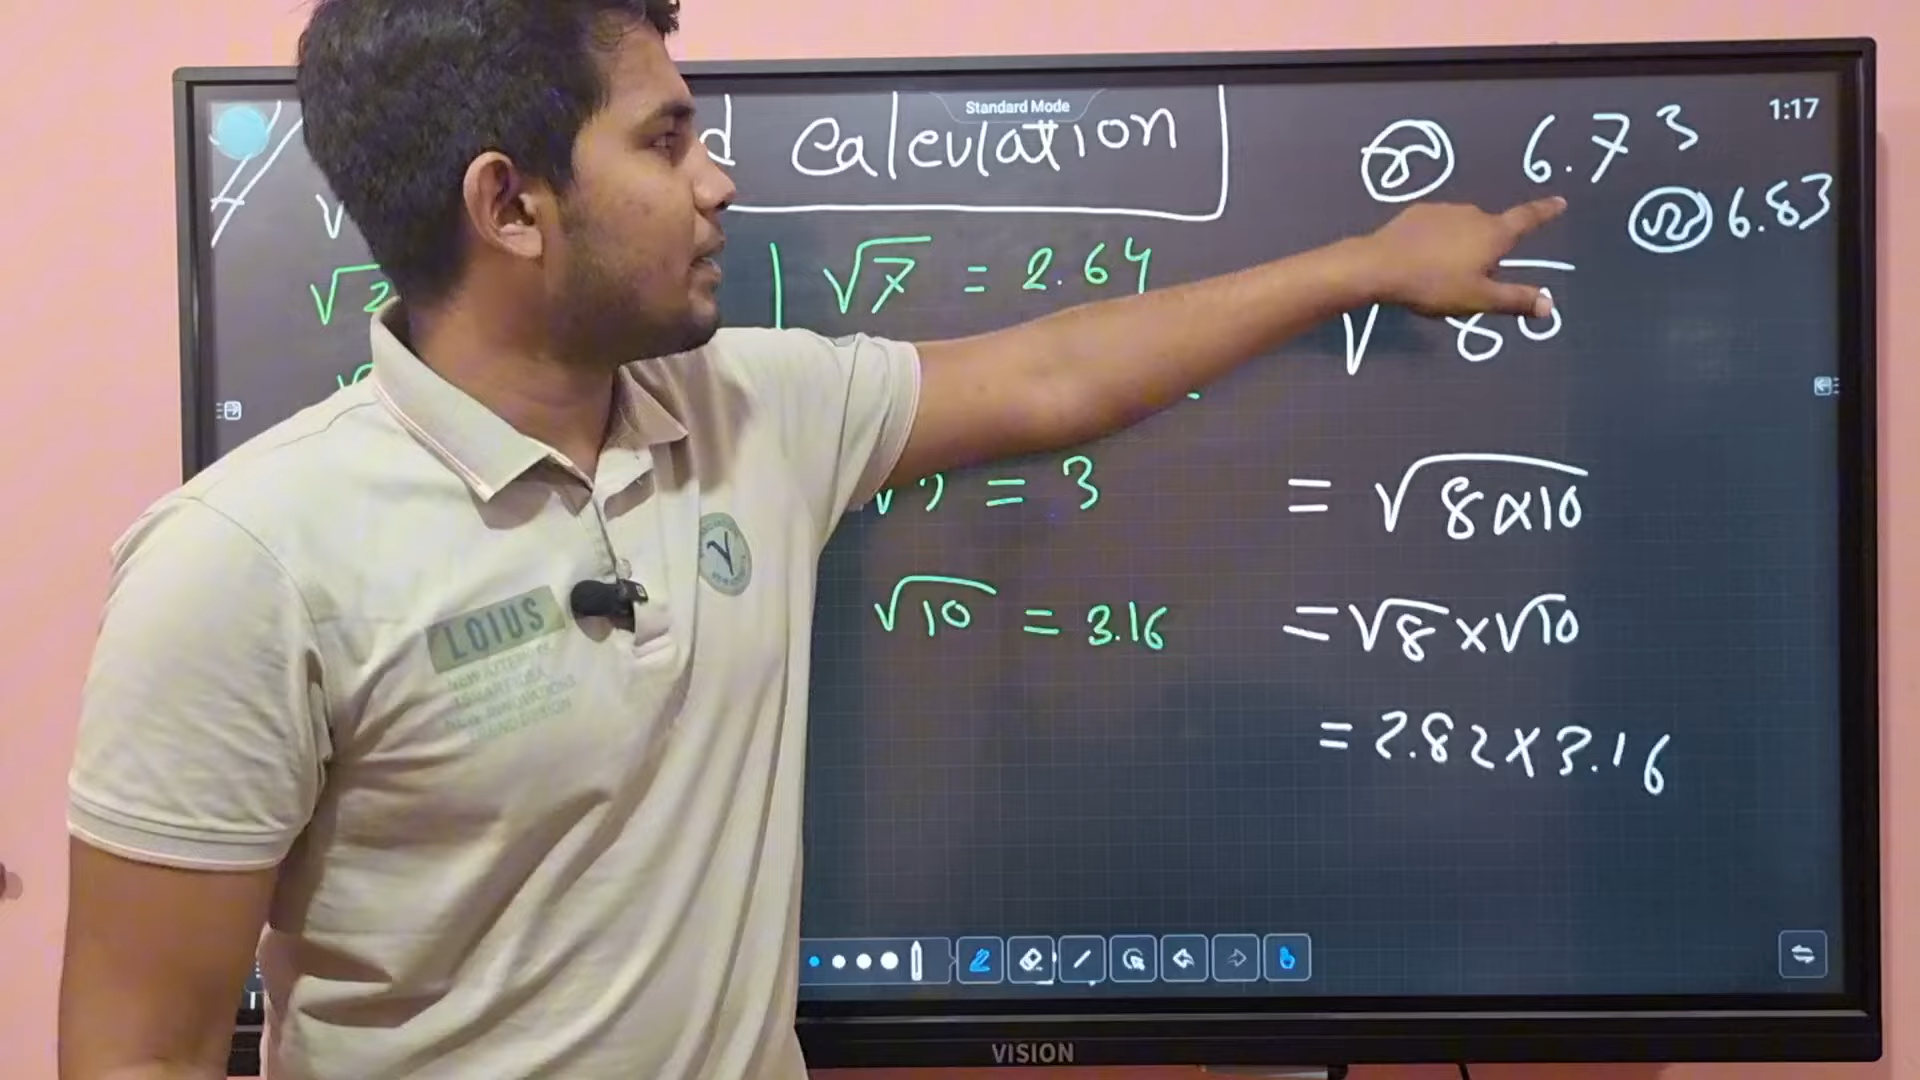 Standard Mode
1:17
d Calculation
6.73
6.83
√2
√7 = 2.64
√80
= 3
= √8×10
√10 = 3.16
= √8 × √10
= 2.82 × 3.16
LOIUS
VISION